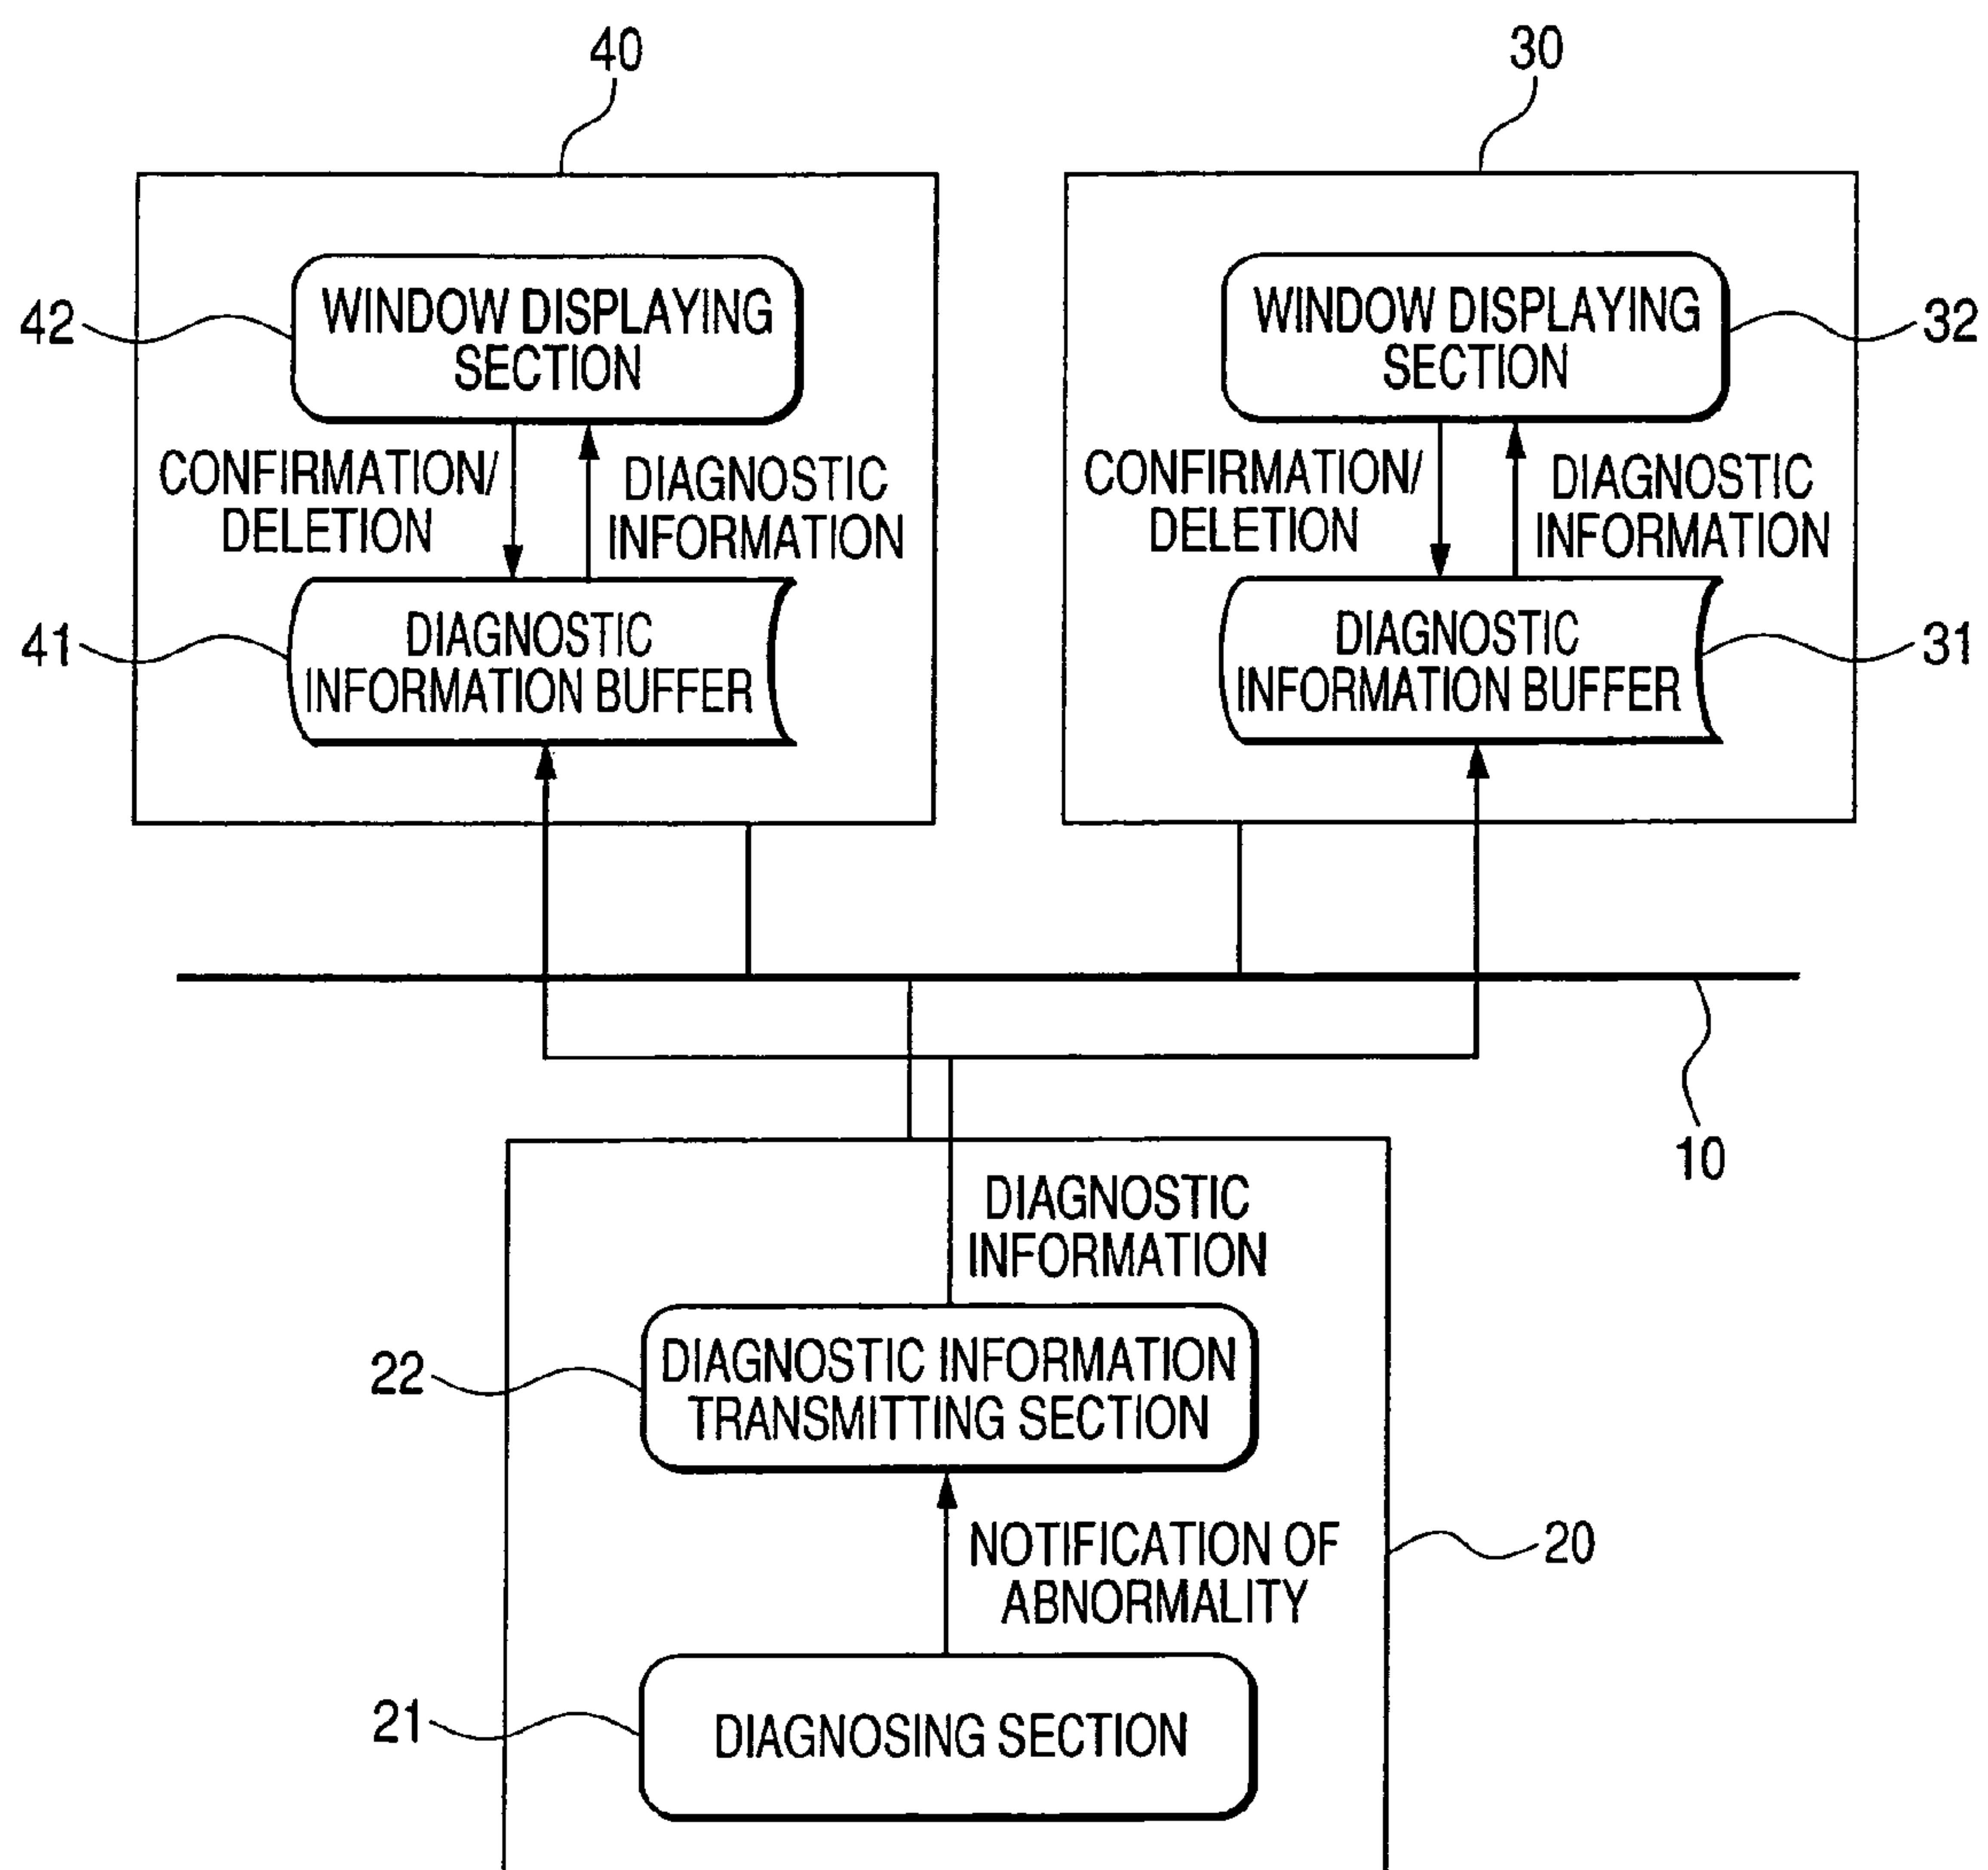 40
30
WINDOW DISPLAYING
SECTION
42
WINDOW DISPLAYING
SECTION
32
CONFIRMATION/
DELETION
DIAGNOSTIC
INFORMATION
CONFIRMATION/
DELETION
DIAGNOSTIC
INFORMATION
41
DIAGNOSTIC
INFORMATION BUFFER
DIAGNOSTIC
INFORMATION BUFFER
31
10
DIAGNOSTIC
INFORMATION
22
DIAGNOSTIC INFORMATION
TRANSMITTING SECTION
NOTIFICATION OF
ABNORMALITY
20
21
DIAGNOSING SECTION